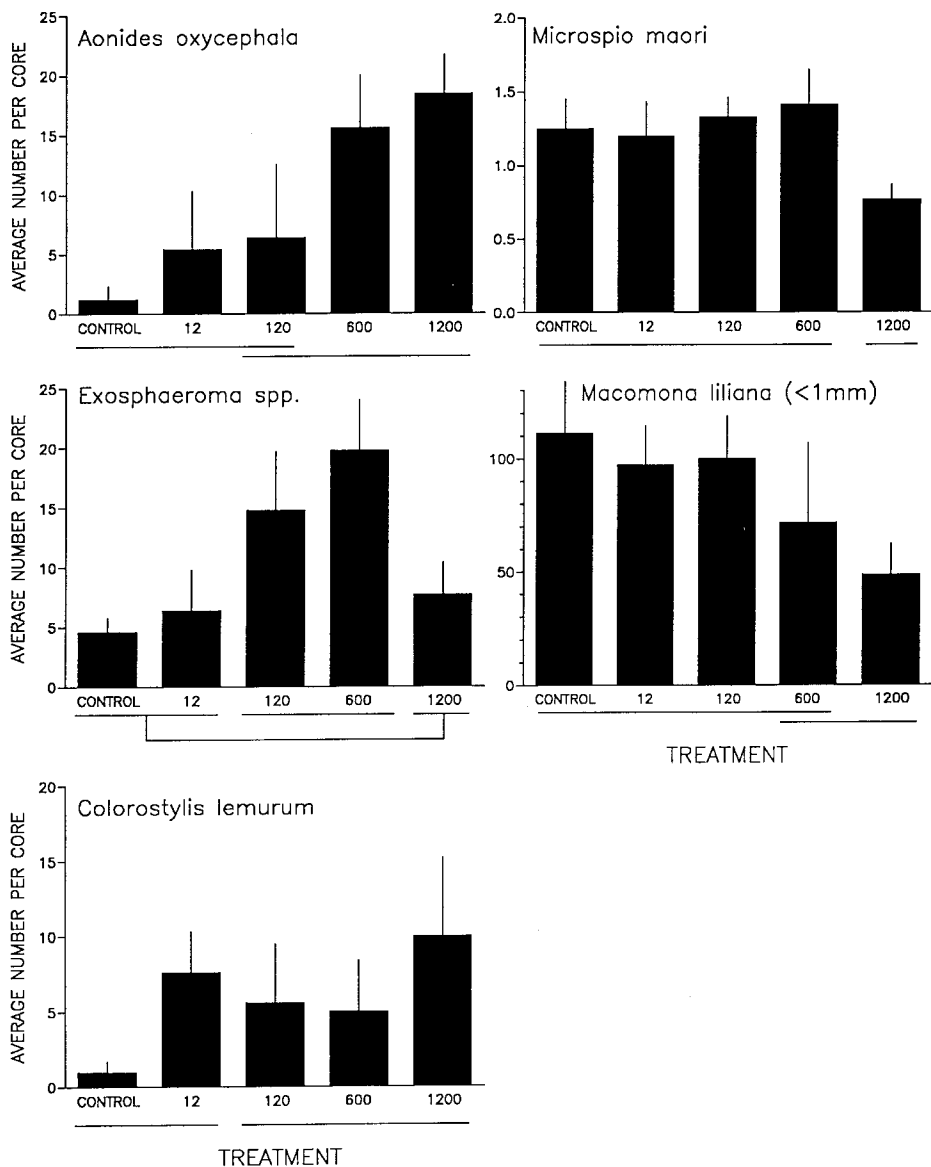 Aonides oxycephala
AVERAGE NUMBER PER CORE
25
20
15
10
5
0
CONTROL 12 120 600 1200
Microspio maori
2.0
1.5
1.0
0.5
0.0
CONTROL 12 120 600 1200
Exosphaeroma spp.
AVERAGE NUMBER PER CORE
25
20
15
10
5
0
CONTROL 12 120 600 1200
Macomona liliana (<1mm)
100
50
0
CONTROL 12 120 600 1200
TREATMENT
Colorostylis lemurum
AVERAGE NUMBER PER CORE
20
15
10
5
0
CONTROL 12 120 600 1200
TREATMENT